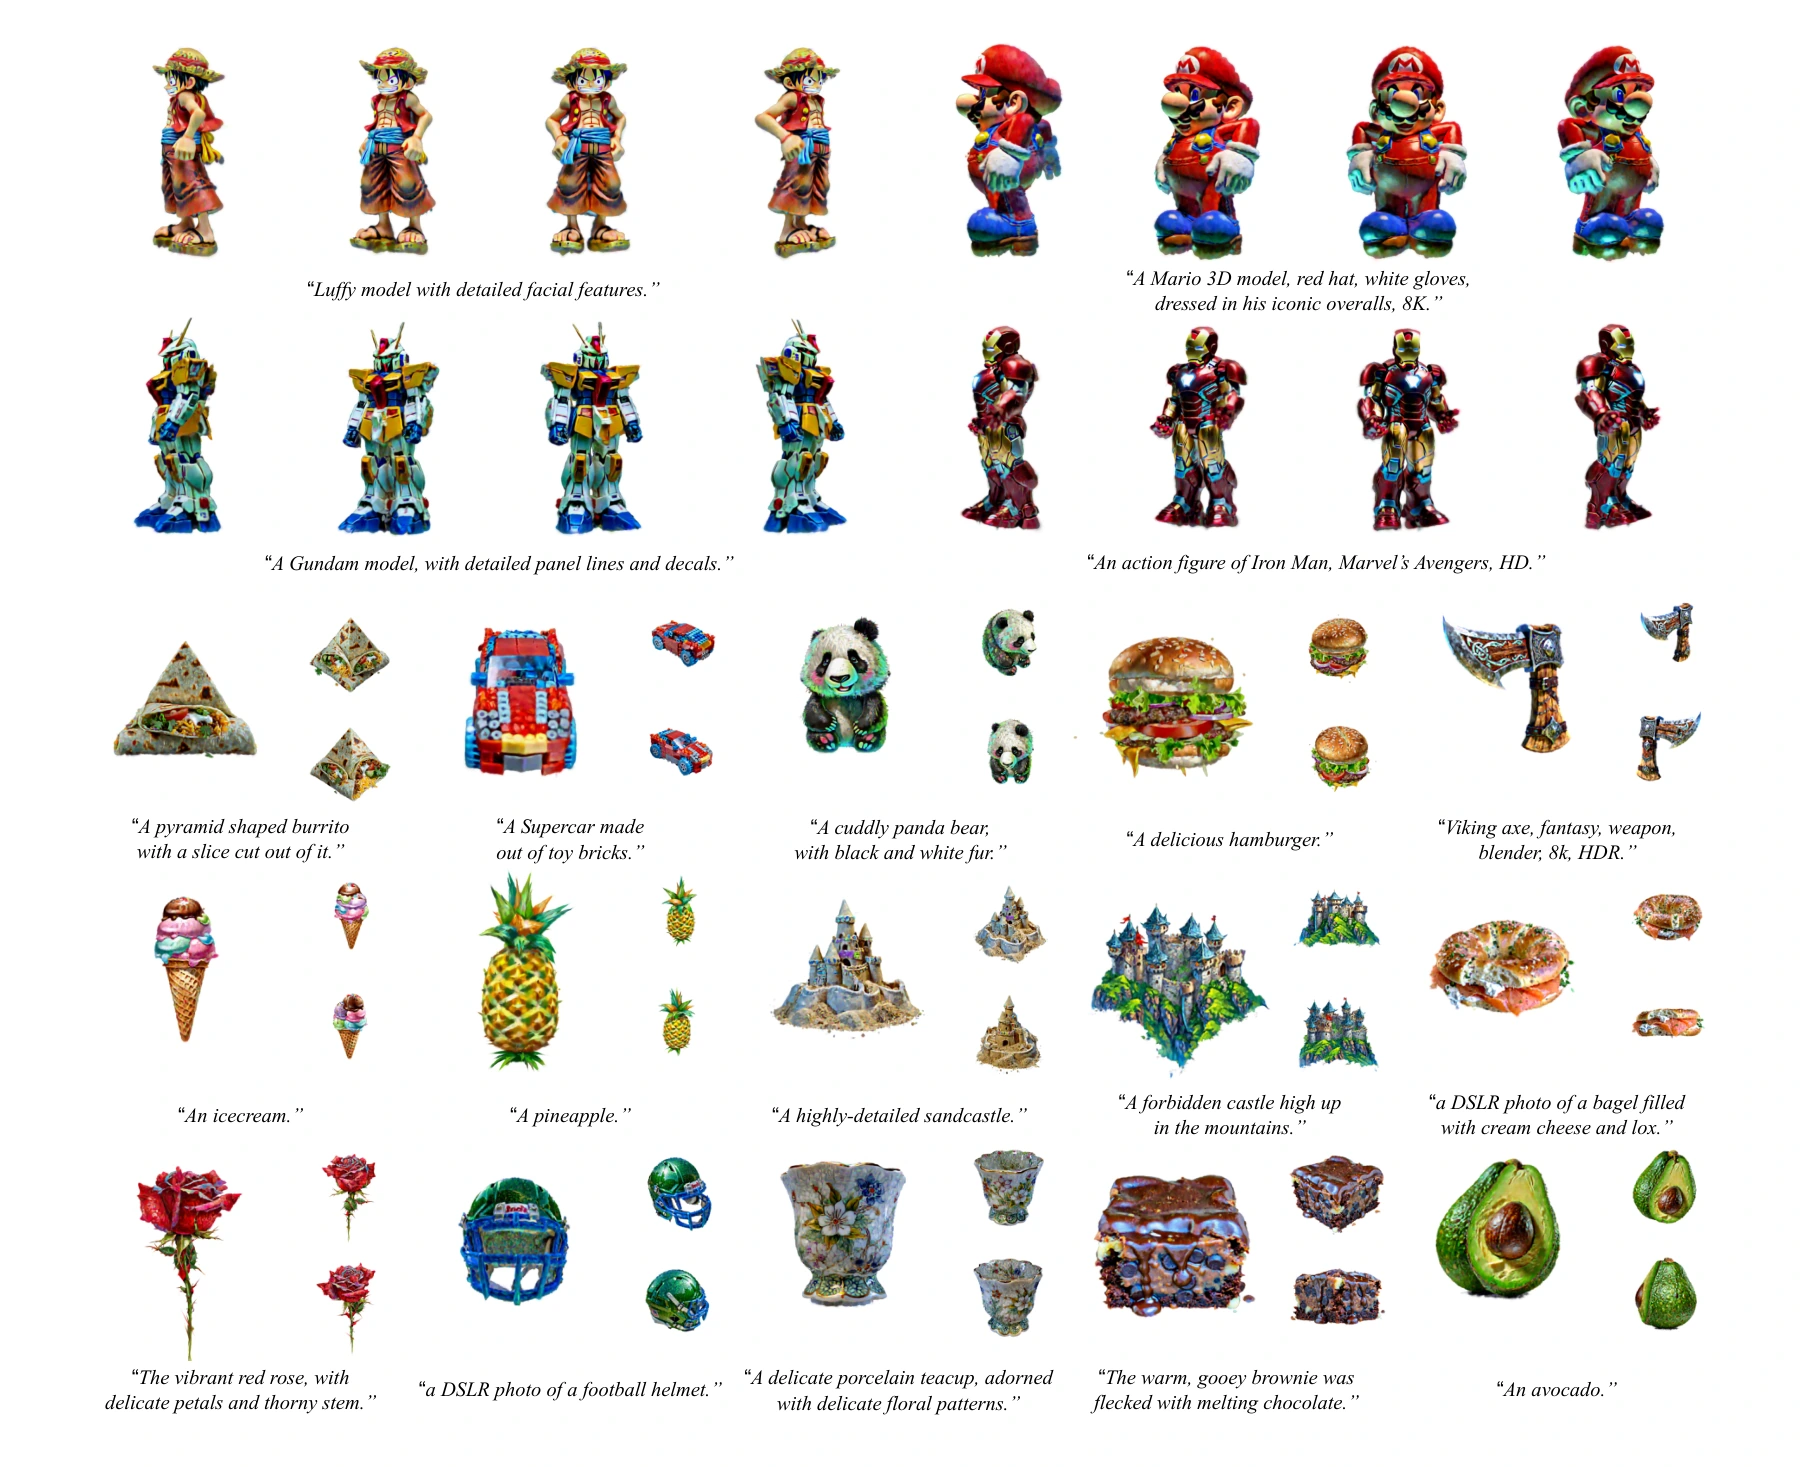 “Luffy model with detailed facial features.”
“A Mario 3D model, red hat, white gloves,
dressed in his iconic overalls, 8K.”
“A Gundam model, with detailed panel lines and decals.”
“An action figure of Iron Man, Marvel’s Avengers, HD.”
“A pyramid shaped burrito
with a slice cut out of it.”
“A Supercar made
out of toy bricks.”
“A cuddly panda bear,
with black and white fur.”
“A delicious hamburger.”
“Viking axe, fantasy, weapon,
blender, 8k, HDR.”
“An icecream.”
“A pineapple.”
“A highly-detailed sandcastle.”
“A forbidden castle high up
in the mountains.”
“a DSLR photo of a bagel filled
with cream cheese and lox.”
“The vibrant red rose, with
delicate petals and thorny stem.”
“a DSLR photo of a football helmet.”
“A delicate porcelain teacup, adorned
with delicate floral patterns.”
“The warm, gooey brownie was
flecked with melting chocolate.”
“An avocado.”